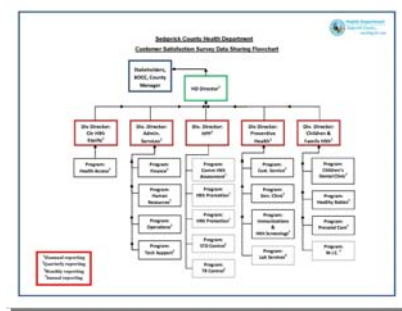 Health Department
Sedgwick County...
Sedgwick County Health Department
Customer Satisfaction Survey Data Sharing Flowchart
Stakeholders,
BOCC, County
Manager
HD Director
Div. Director:
Div. Director:
Admin.
Services
Div. Director:
Div. Director:
Preventive
Health
Div. Director:
Children &
Family Hlth
Program:
Health Access
Program:
Finance
Program:
Human
Resources
Program:
Operations
Program:
Tech Support
Program:
Comm Hlth
Assessment
Program:
Hlth Promotion
Program:
Hlth Protection
Program:
STD Control
Program:
TB Control
Program:
Cust. Service
Program:
Gen. Clinic
Program:
Immunizations
&
Hlth Screenings
Program:
Lab Services
Program:
Children's
Dental Clinic
Program:
Healthy Babies
Program:
Prenatal Care
Program:
W.I.C.
Biannual reporting
Quarterly reporting
Monthly reporting
Annual reporting